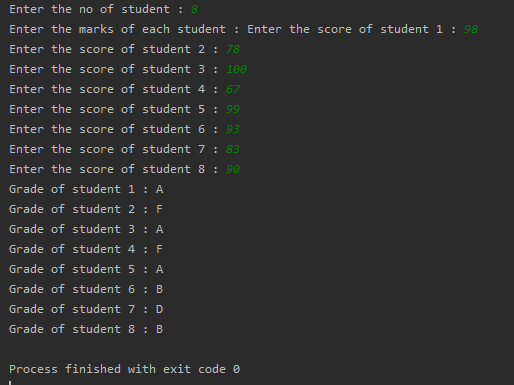 Enter the no of student : 8
Enter the marks of each student : Enter the score of student 1 : 98
Enter the score of student 2 : 78
Enter the score of student 3 : 100
Enter the score of student 4 : 67
Enter the score of student 5 : 99
Enter the score of student 6 : 93
Enter the score of student 7 : 83
Enter the score of student 8 : 90
Grade of student 1 : A
Grade of student 2 : F
Grade of student 3 : A
Grade of student 4 : F
Grade of student 5 : A
Grade of student 6 : B
Grade of student 7 : D
Grade of student 8 : B
Process finished with exit code 0